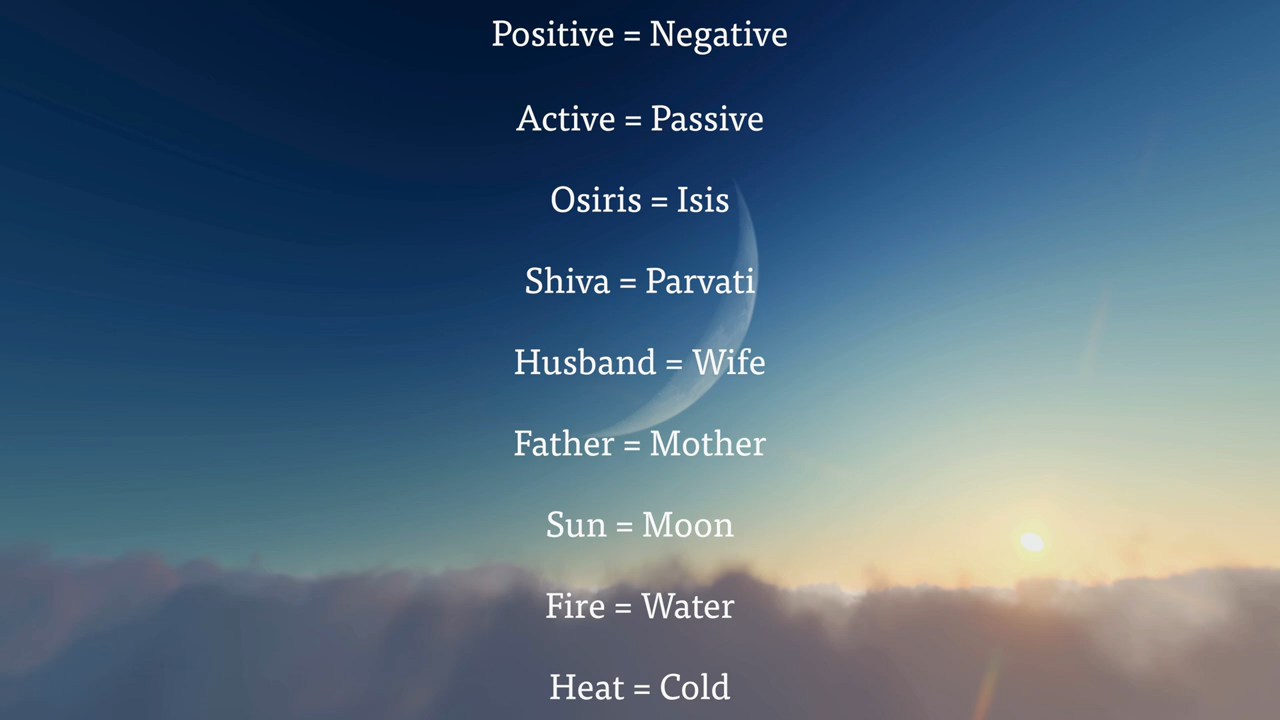 Positive = Negative
Active = Passive
Osiris = Isis
Shiva = Parvati
Husband = Wife
Father = Mother
Sun = Moon
Fire = Water
Heat = Cold